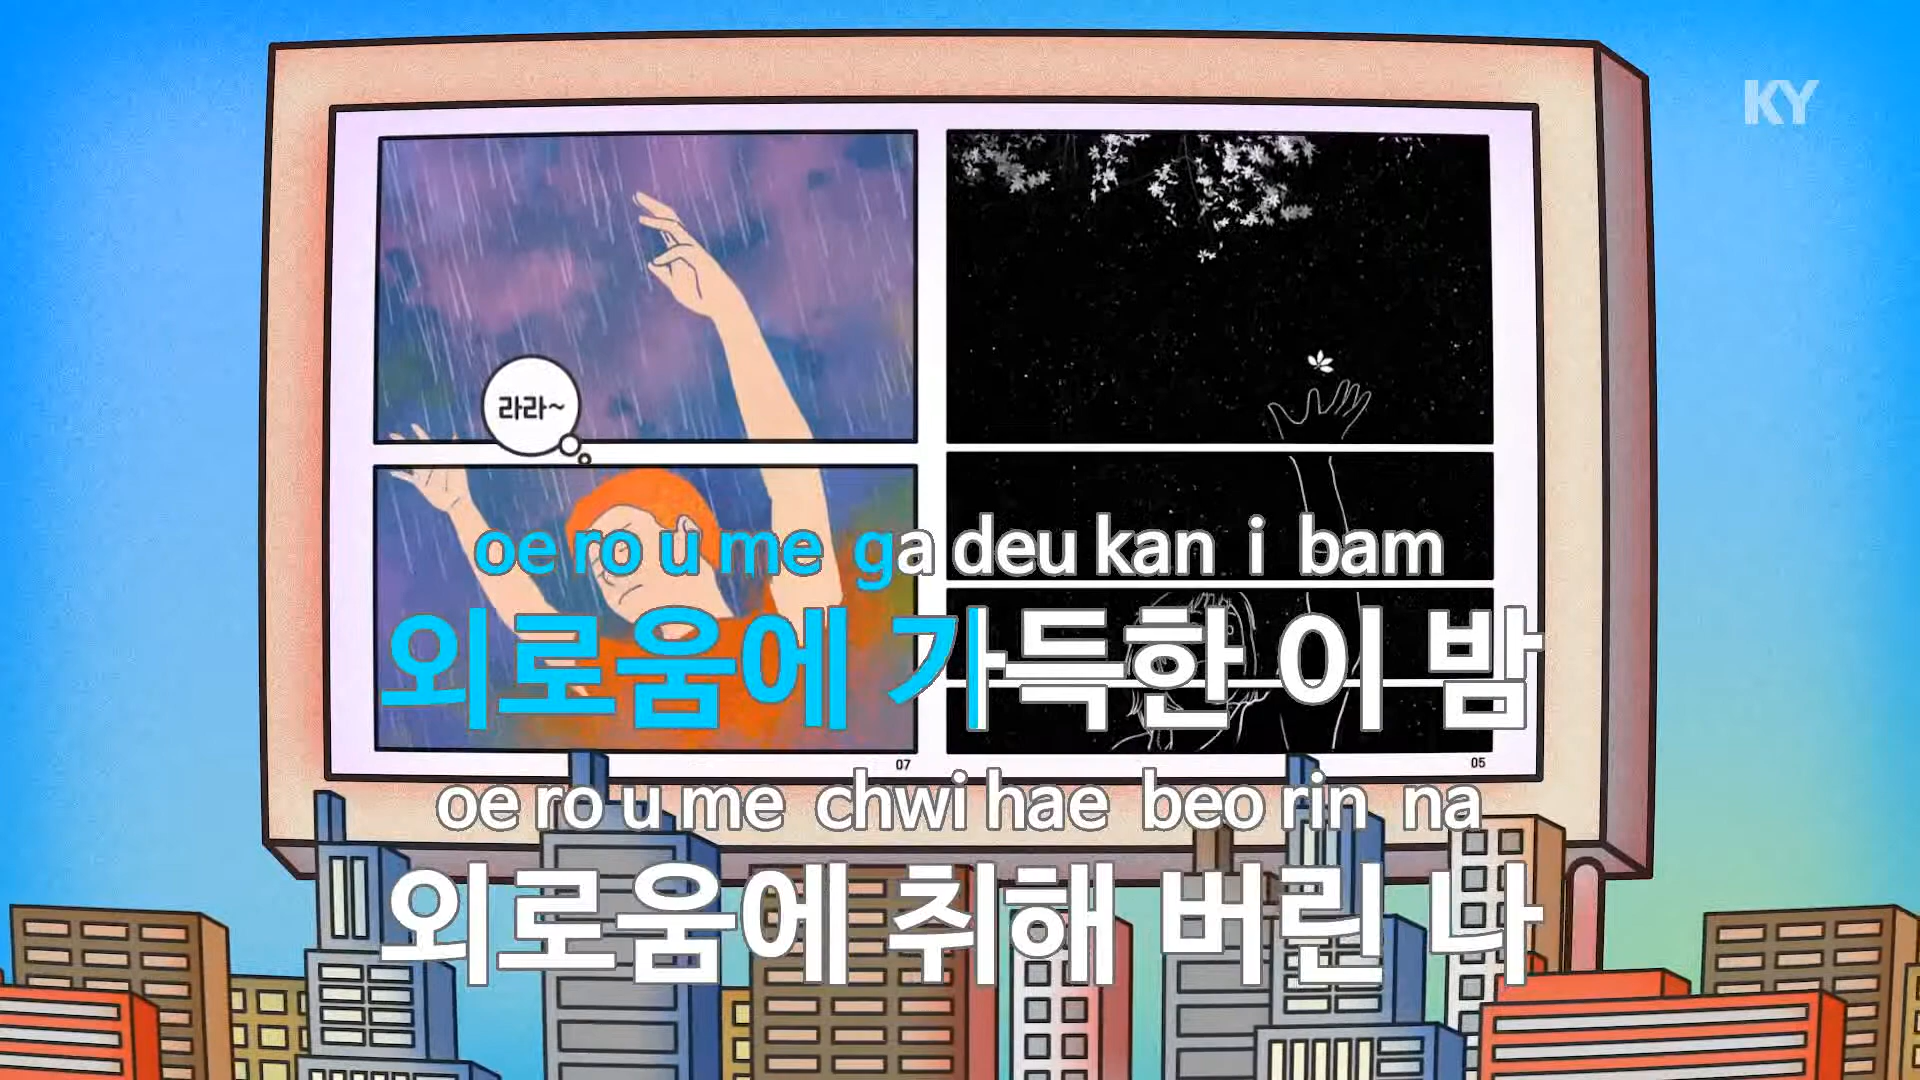 KY
라라~
oe ro u me ga deu kan i bam
외로움에 가득한 이 밤
07
05
oe ro u me chwi hae beo rin na
외로움에 취해 버린 나